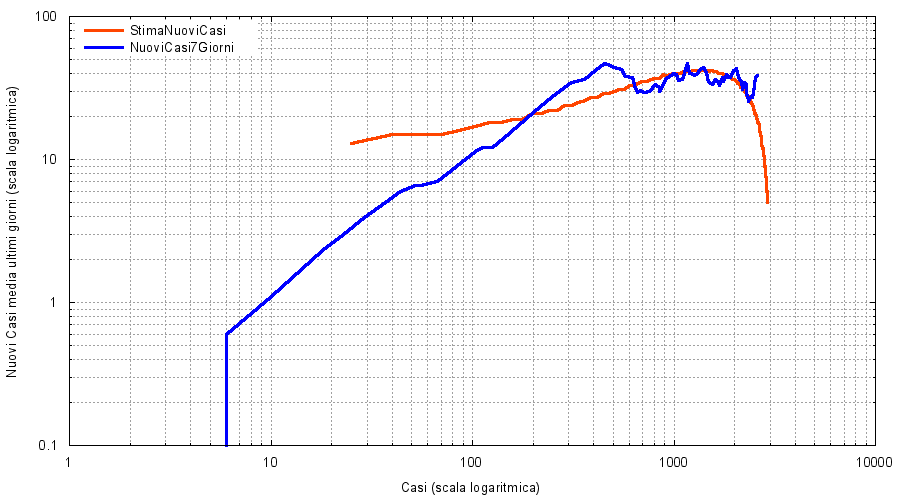 100
StimaNuoviCasi
NuoviCasi7Giorni
10
1
0.1
1
10
100
1000
10000
Nuovi Casi media ultimi giorni (scala logaritmica)
Casi (scala logaritmica)